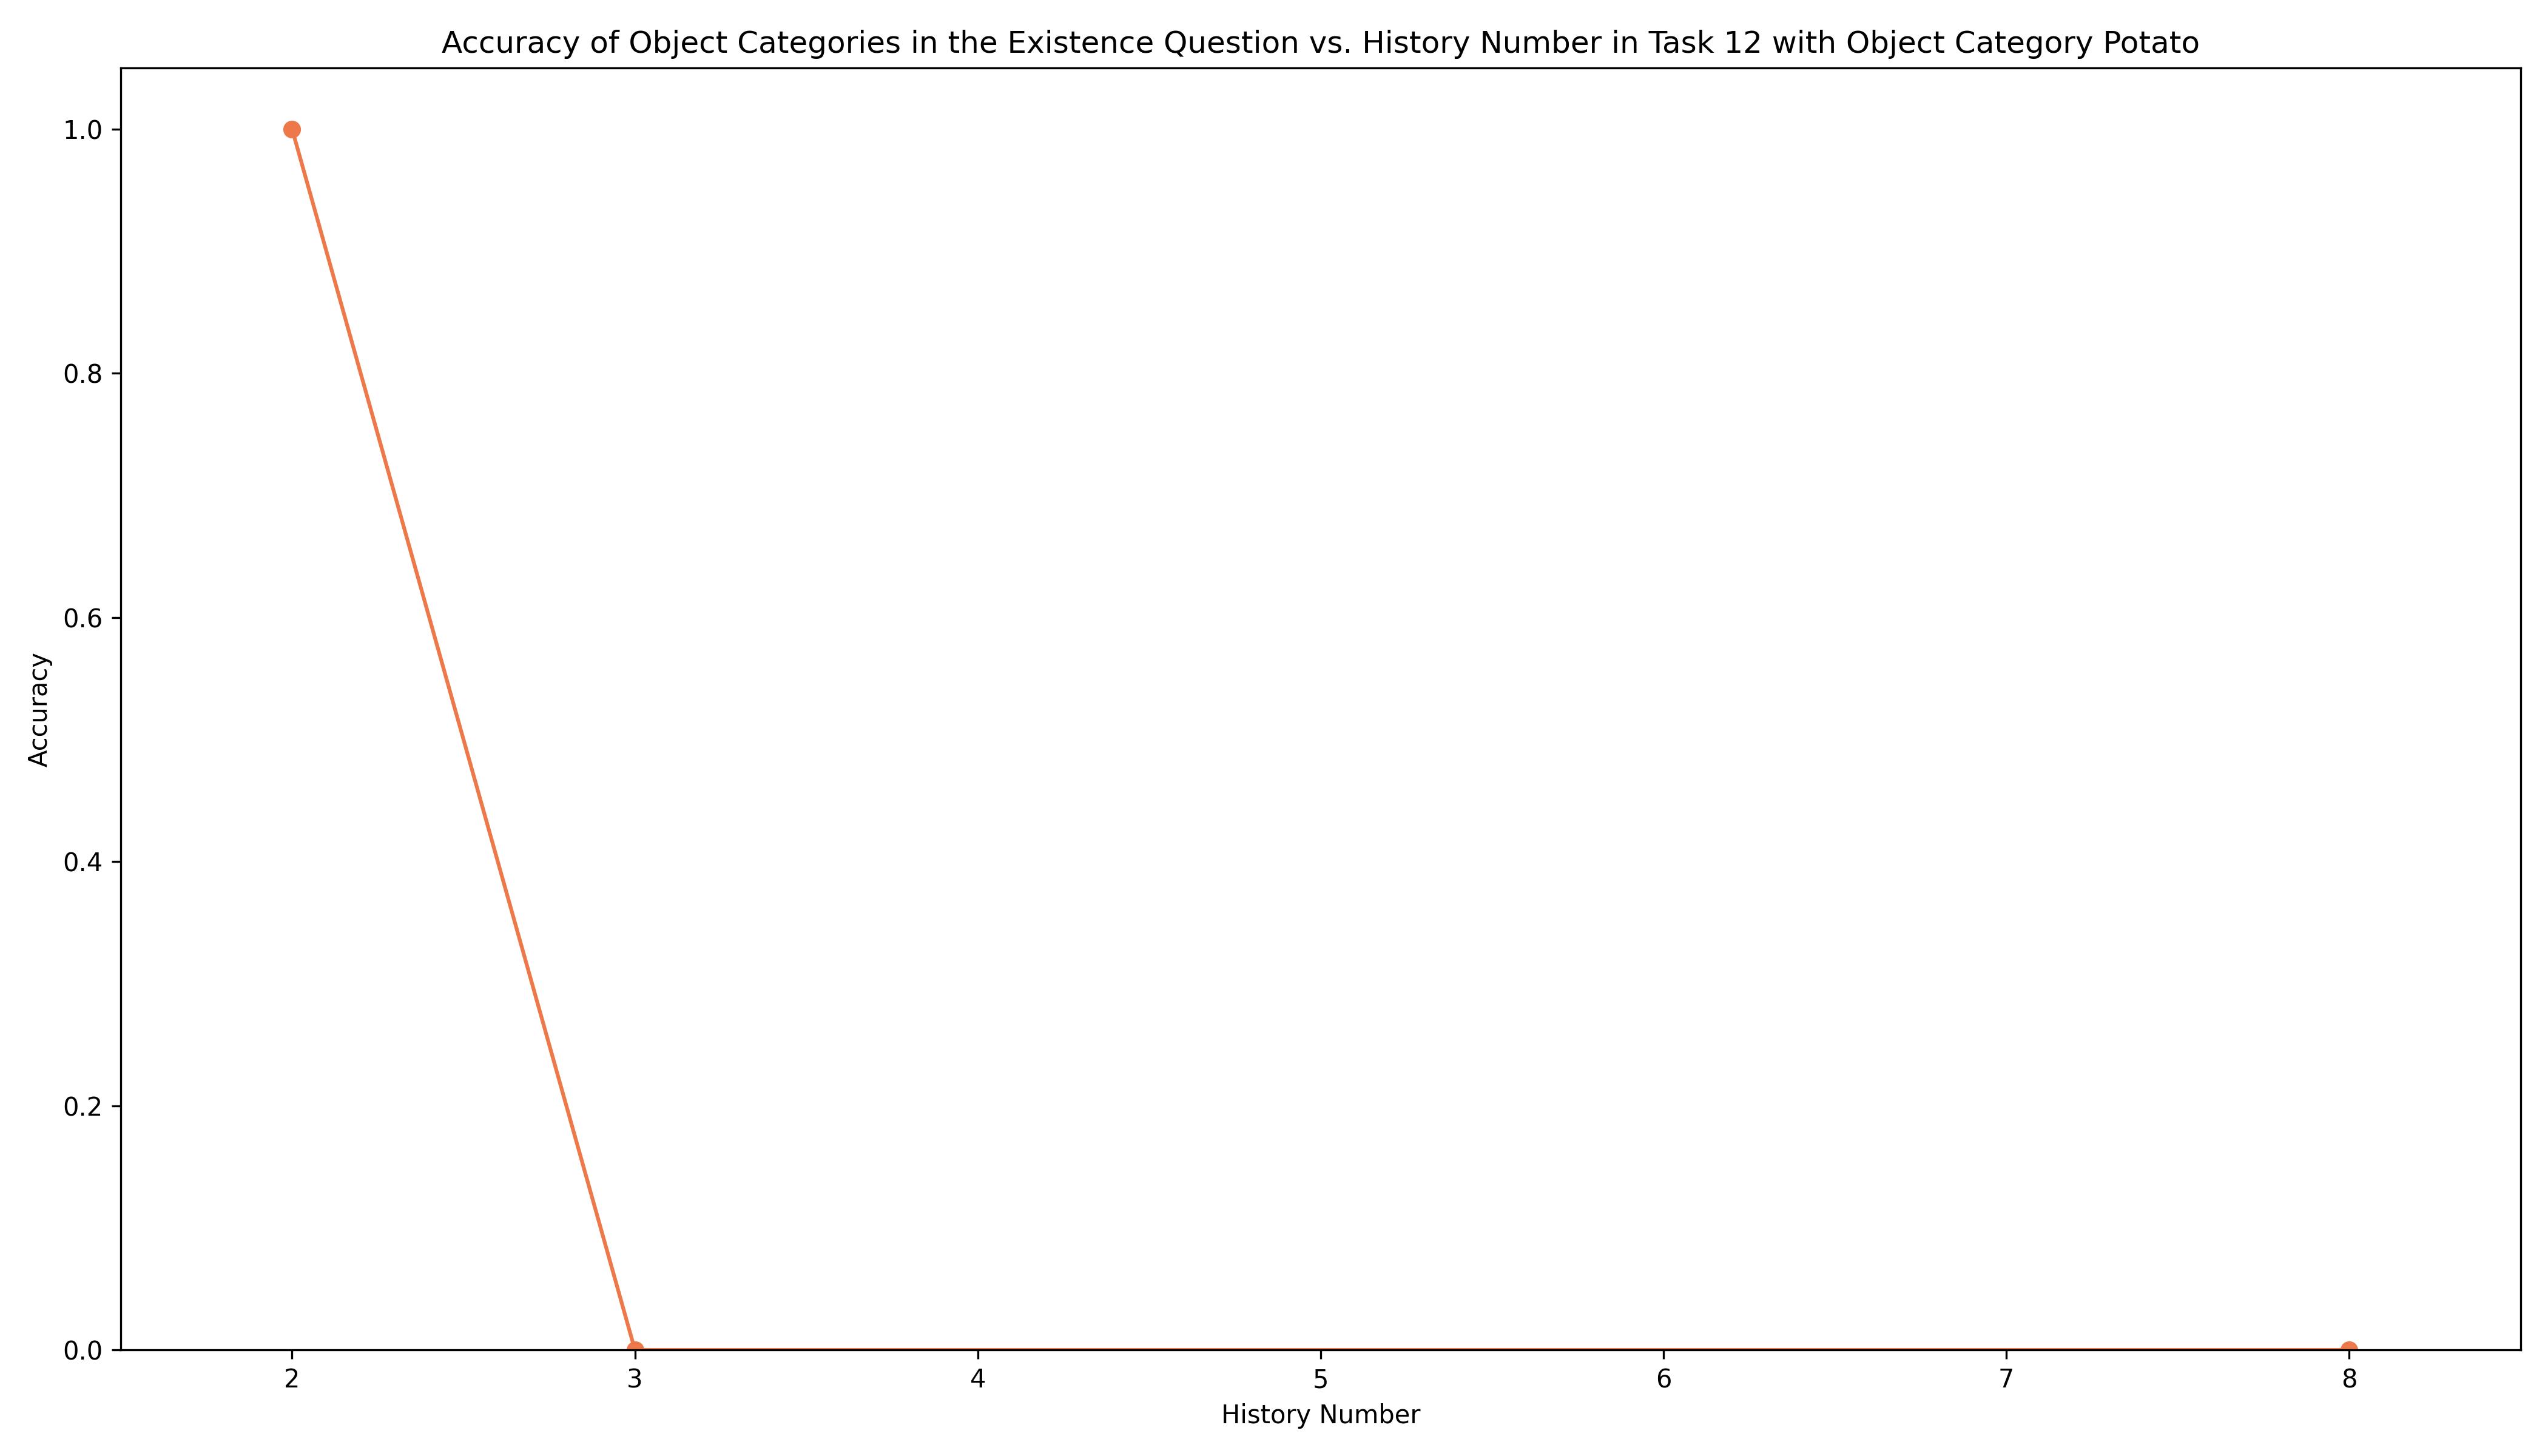 Accuracy of Object Categories in the Existence Question vs. History Number in Task 12 with Object Category Potato
1.0
0.8
0.6
0.4
0.2
0.0
Accuracy
2 3 4 5 6 7 8
History Number